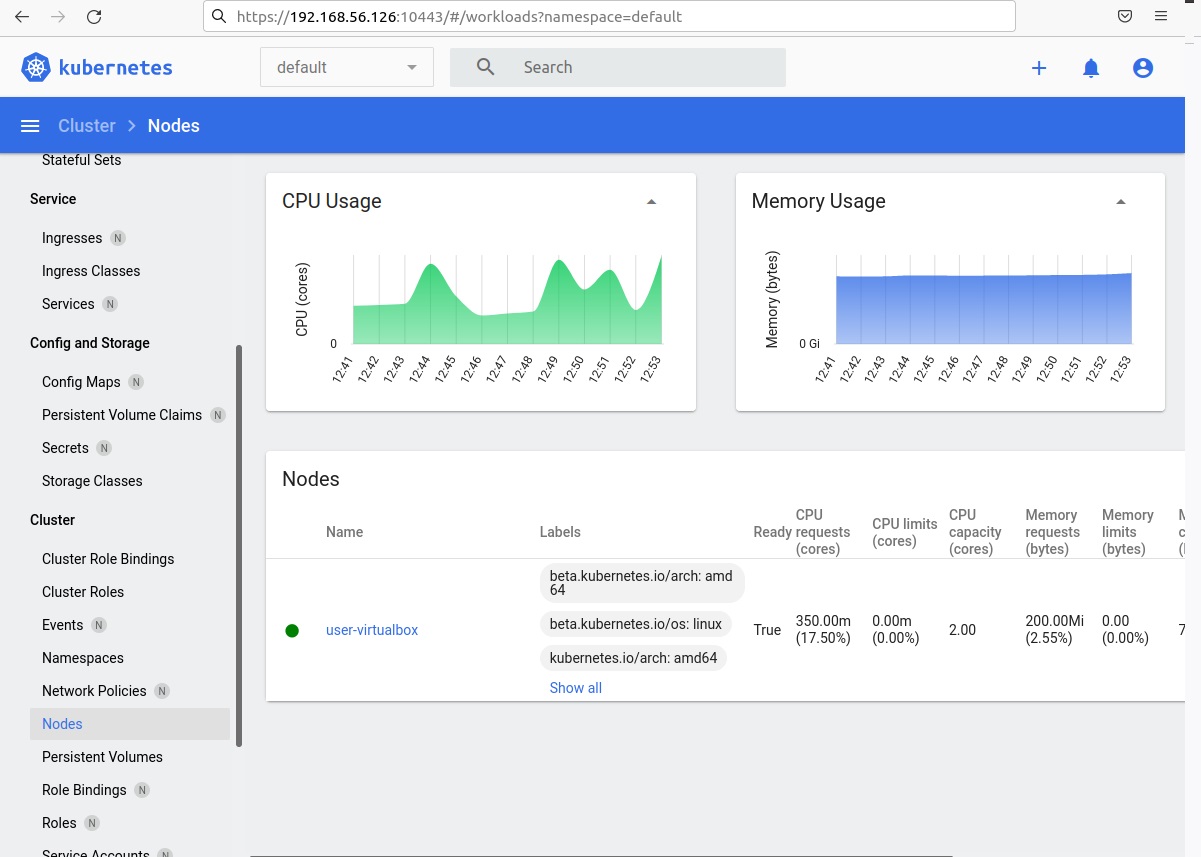 https://192.168.56.126:10443/#/workloads?namespace=default
kubernetes
default
Search
Cluster
Nodes
Stateful Sets
Service
Ingresses N
Ingress Classes
Services N
Config and Storage
Config Maps N
Persistent Volume Claims N
Secrets N
Storage Classes
Cluster
Cluster Role Bindings
Cluster Roles
Events N
Namespaces
Network Policies N
Nodes
Persistent Volumes
Role Bindings N
Roles N
Service Accounts N
CPU Usage
CPU (cores)
0
12:41 12:42 12:43 12:44 12:45 12:46 12:47 12:48 12:49 12:50 12:51 12:52 12:53
Memory Usage
Memory (bytes)
0 Gi
12:41 12:42 12:43 12:44 12:45 12:46 12:47 12:48 12:49 12:50 12:51 12:52 12:53
Nodes
Name
Labels
Ready
CPU
requests
(cores)
CPU limits
(cores)
CPU
capacity
(cores)
Memory
requests
(bytes)
Memory
limits
(bytes)
user-virtualbox
beta.kubernetes.io/arch: amd
64
beta.kubernetes.io/os: linux
kubernetes.io/arch: amd64
Show all
True
350.00m
(17.50%)
0.00m
(0.00%)
2.00
200.00Mi
(2.55%)
0.00
(0.00%)
7